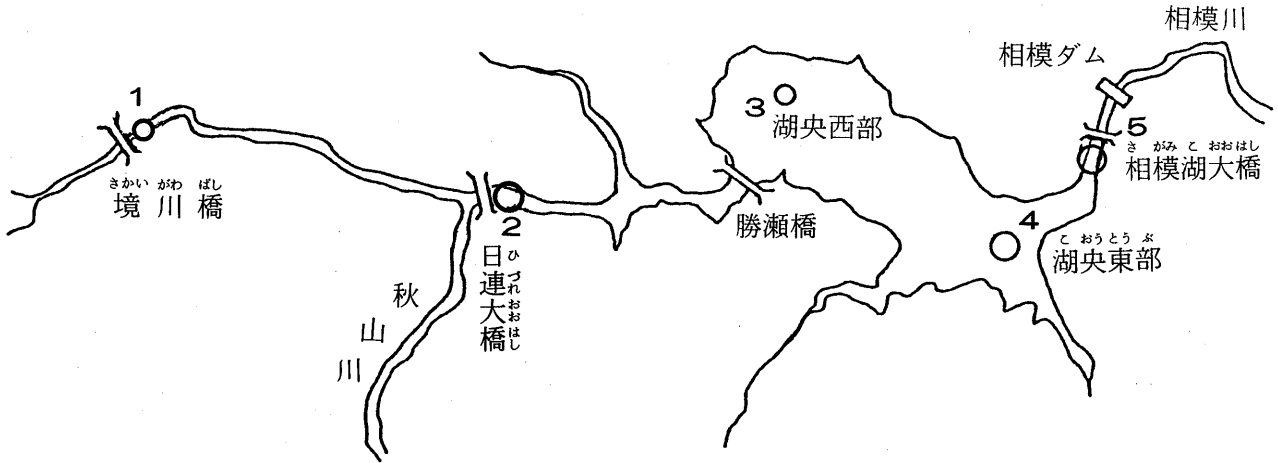 1
さかい がわ ばし
境川橋
2
ひ づれ おお はし
日連大橋
秋山川
3
湖央西部
勝瀬橋
4
こ おう とう ぶ
湖央東部
5
さ がみ こ おお はし
相模湖大橋
相模ダム
相模川